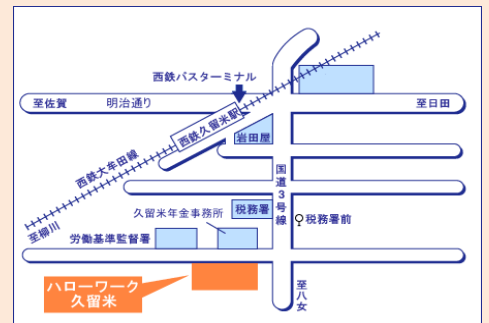 西鉄バスターミナル
至佐賀
明治通り
至日田
西鉄久留米駅
岩田屋
西鉄大牟田線
国道3号線
至柳川
久留米年金事務所
税務署
税務署前
労働基準監督署
ハローワーク
久留米
至八女